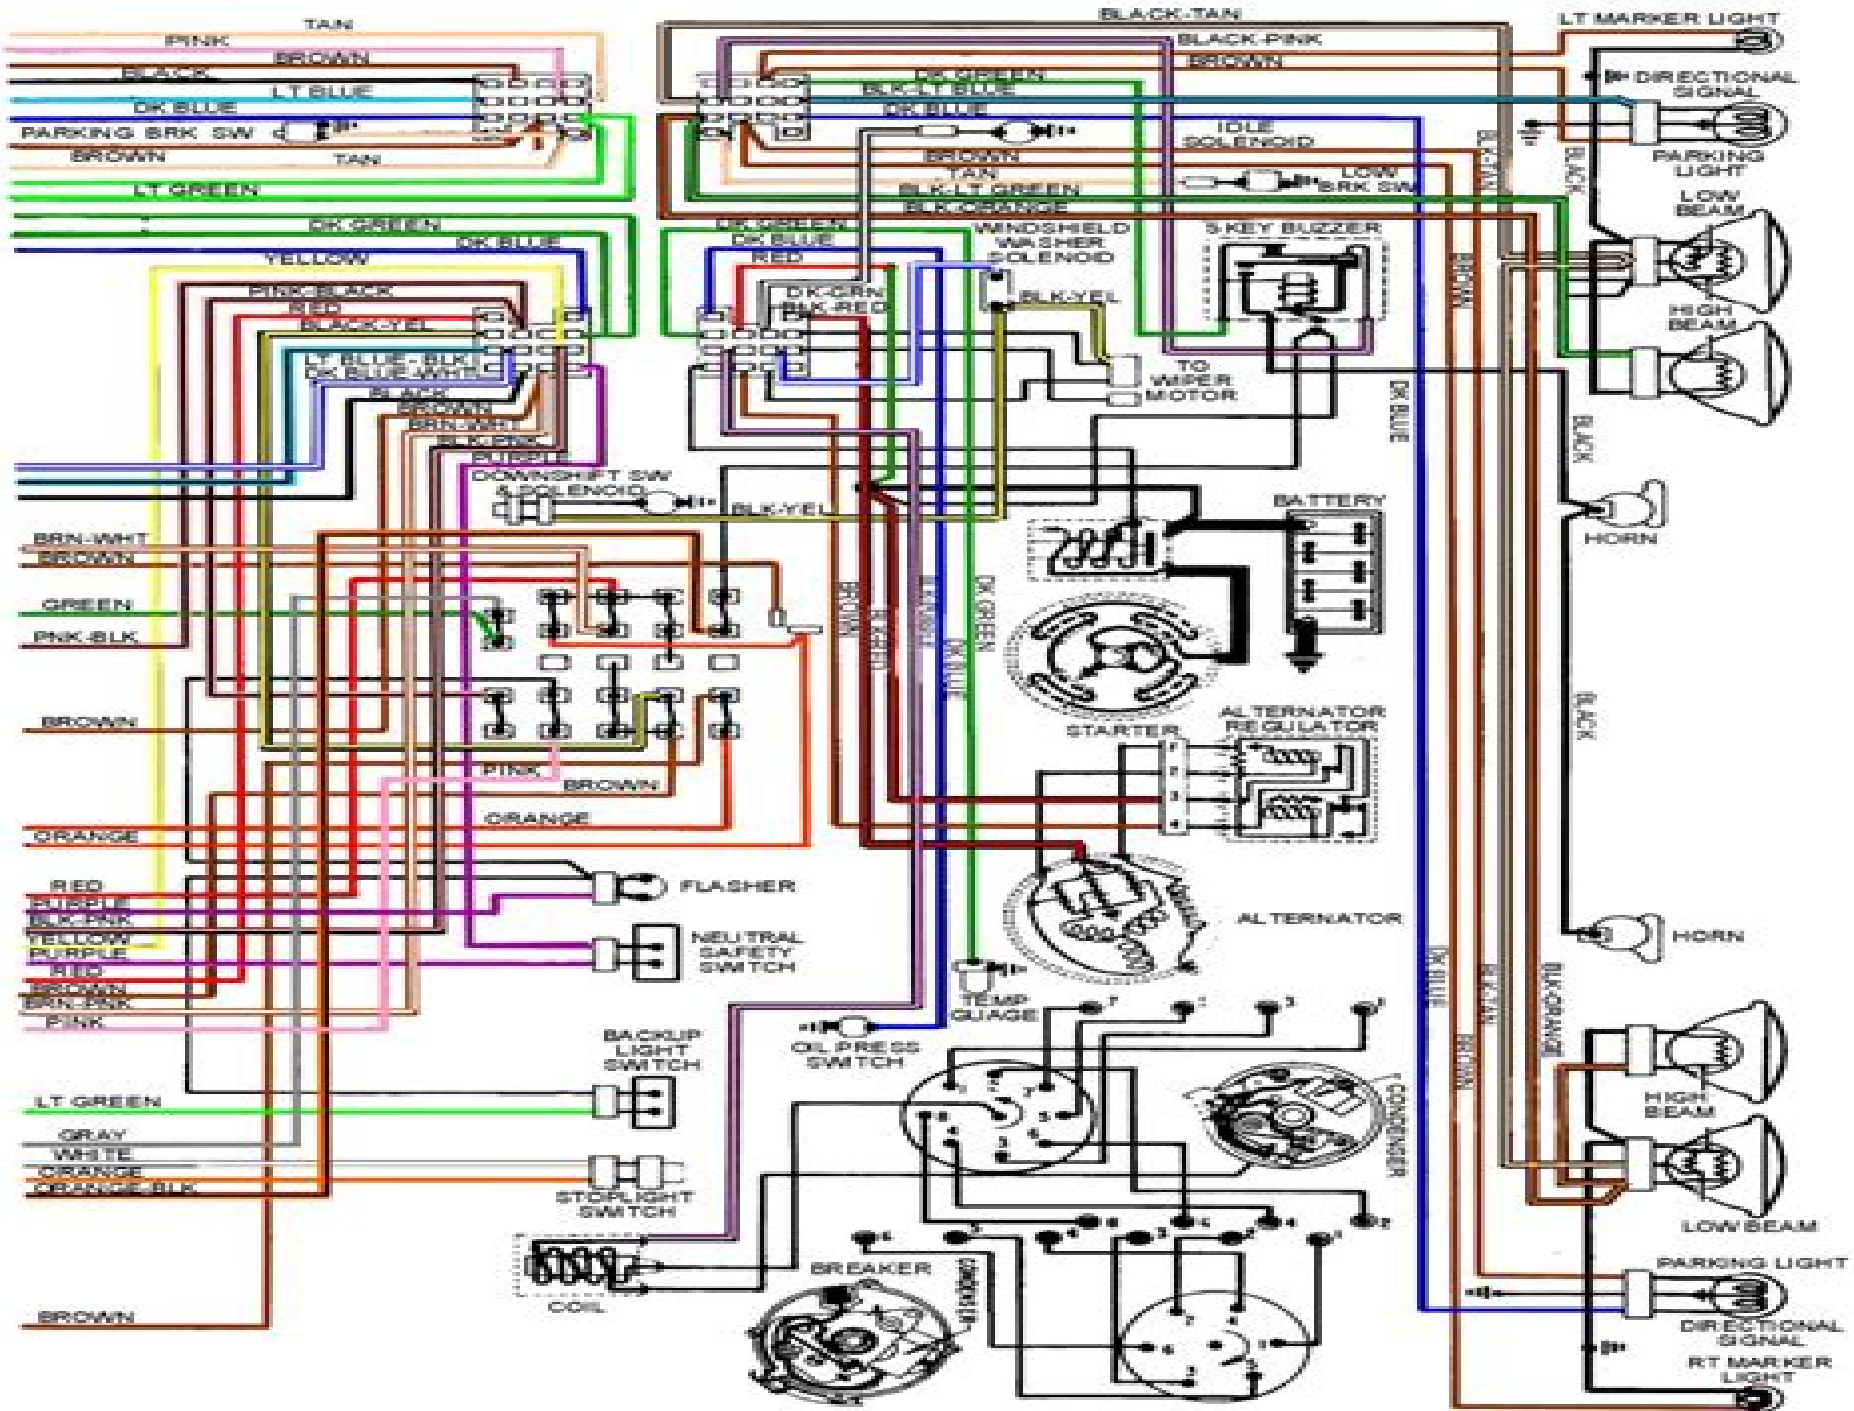 TAN
PINK
BROWN
BLACK
LT BLUE
DK BLUE
PARKING BRK SW
BROWN
TAN
LT GREEN
DK GREEN
DK BLUE
YELLOW
PINK-BLACK
RED
BLACK-YEL
LT BLUE-BLK
DK BLUE-WHT
BLACK
BROWN
BRN-WHT
BLK-PNK
PURPLE
DOWNSHIFT SW
& SOLENOID
BLK-YEL
BRN-WHT
BROWN
GREEN
PNK-BLK
BROWN
PINK
BROWN
ORANGE
ORANGE
RED
PURPLE
BLK-PNK
YELLOW
PURPLE
RED
BROWN
BRN-PNK
PINK
FLASHER
NEUTRAL
SAFETY
SWITCH
BACKUP
LIGHT
SWITCH
LT GREEN
GRAY
WHITE
ORANGE
ORANGE-BLK
STOPLIGHT
SWITCH
COIL
BROWN
BLACK-TAN
BLACK-PINK
BROWN
DK GREEN
BLK-LT BLUE
DK BLUE
IDLE
SOLENOID
BROWN
TAN
LOW
BRK SW
BLK-LT GREEN
BLK-ORANGE
DK GREEN
DK BLUE
RED
WINDSHIELD
WASHER
SOLENOID
DK-GRN
BLK-RED
BLK-YEL
KEY BUZZER
TO
WIPER
MOTOR
BATTERY
STARTER
ALTERNATOR
REGULATOR
ALTERNATOR
BROWN
BLK-RED
DK BLUE
DK GREEN
TEMP
GUAGE
OIL PRESS
SWITCH
CONDENSER
BREAKER
CONDENSER
LT MARKER LIGHT
DIRECTIONAL
SIGNAL
PARKING
LIGHT
LOW
BEAM
HIGH
BEAM
BLK-TAN
BLACK
BROWN
DK BLUE
BLACK
HORN
BLACK
HORN
DK BLUE
BLK-TAN
BLK-ORANGE
BROWN
HIGH
BEAM
LOW BEAM
PARKING LIGHT
DIRECTIONAL
SIGNAL
RT MARKER
LIGHT